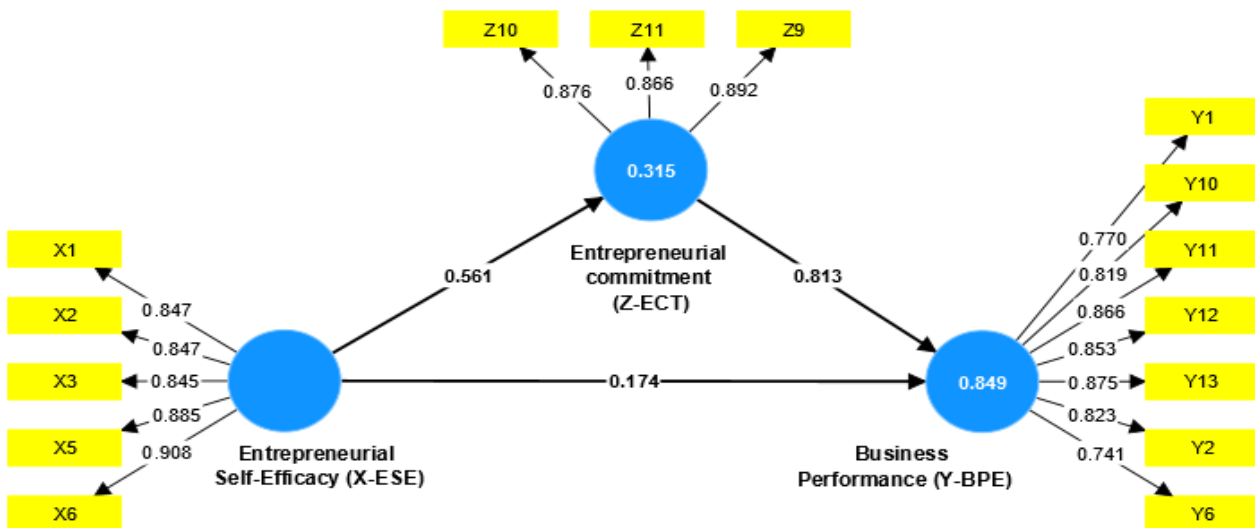 Z10
Z11
Z9
0.876
0.866
0.892
0.315
Entrepreneurial
commitment
(Z-ECT)
0.561
0.813
X1
X2
X3
X5
X6
0.847
0.847
0.845
0.885
0.908
Entrepreneurial
Self-Efficacy (X-ESE)
0.174
0.849
Business
Performance (Y-BPE)
0.770
0.819
0.866
0.853
0.875
0.823
0.741
Y1
Y10
Y11
Y12
Y13
Y2
Y6